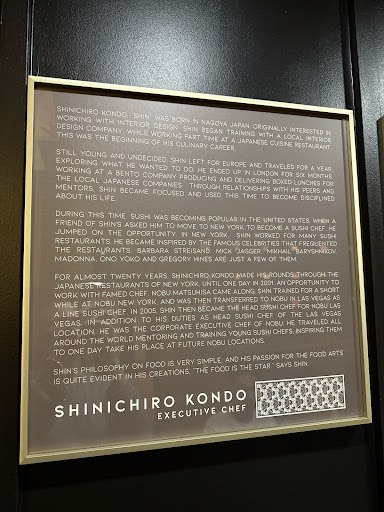 SHINICHIRO KONDO, "SHIN" WAS BORN IN NAGOYA JAPAN. ORIGINALLY INTERESTED IN
WORKING WITH INTERIOR DESIGN, SHIN BEGAN TRAINING WITH A LOCAL INTERIOR
DESIGN COMPANY, WHILE WORKING PART TIME AT A JAPANESE CUISINE RESTAURANT.
THIS WAS THE BEGINNING OF HIS CULINARY CAREER.
STILL YOUNG AND UNDECIDED, SHIN LEFT FOR EUROPE AND TRAVELED FOR A YEAR,
EXPLORING WHAT HE WANTED TO DO. HE ENDED UP IN LONDON FOR SIX MONTHS,
WORKING AT A BENTO COMPANY PRODUCING AND DELIVERING BOXED LUNCHES FOR
THE LOCAL JAPANESE COMPANIES. THROUGH RELATIONSHIPS WITH HIS PEERS AND
MENTORS, SHIN BECAME FOCUSED AND USED THIS TIME TO BECOME DISCIPLINED
ABOUT HIS LIFE.
DURING THIS TIME, SUSHI WAS BECOMING POPULAR IN THE UNITED STATES. WHEN A
FRIEND OF SHIN'S ASKED HIM TO MOVE TO NEW YORK TO BECOME A SUSHI CHEF, HE
JUMPED ON THE OPPORTUNITY. IN NEW YORK, SHIN WORKED FOR MANY SUSHI
RESTAURANTS. HE BECAME INSPIRED BY THE FAMOUS CELEBRITIES THAT FREQUENTED
THE RESTAURANTS. BARBARA STREISAND, MICK JAGGER, MIKHAIL BARYSHNIKOV,
MADONNA, ONO YOKO AND GREGORY HINES ARE JUST A FEW OF THEM.
FOR ALMOST TWENTY YEARS, SHINICHIRO KONDO MADE HIS ROUNDS THROUGH THE
JAPANESE RESTAURANTS OF NEW YORK, UNTIL ONE DAY IN 2001, AN OPPORTUNITY TO
WORK WITH FAMED CHEF, NOBU MATSUHISA CAME ALONG. SHIN TRAINED FOR A SHORT
WHILE AT NOBU NEW YORK, AND WAS THEN TRANSFERRED TO NOBU IN LAS VEGAS AS
A LINE SUSHI CHEF. IN 2005, SHIN THEN BECAME THE HEAD SUSHI CHEF FOR NOBU LAS
VEGAS. IN ADDITION TO HIS DUTIES AS HEAD SUSHI CHEF OF THE LAS VEGAS
LOCATION, HE WAS THE CORPORATE EXECUTIVE CHEF OF NOBU. HE TRAVELED ALL
AROUND THE WORLD MENTORING AND TRAINING YOUNG SUSHI CHEFS, INSPIRING THEM
TO ONE DAY TAKE HIS PLACE AT FUTURE NOBU LOCATIONS.
SHIN'S PHILOSOPHY ON FOOD IS VERY SIMPLE, AND HIS PASSION FOR THE FOOD ARTS
IS QUITE EVIDENT IN HIS CREATIONS. "THE FOOD IS THE STAR," SAYS SHIN.
SHINICHIRO KONDO
EXECUTIVE CHEF